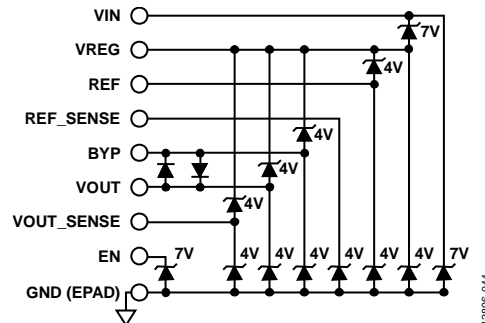 VIN
7V
VREG
4V
REF
REF_SENSE
4V
BYP
4V
VOUT
4V
VOUT_SENSE
EN
7V 4V 4V 4V 4V 4V 4V 7V
GND (EPAD)